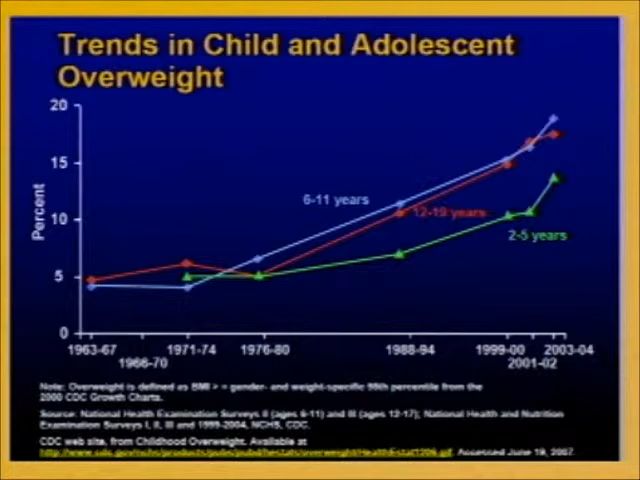 Trends in Child and Adolescent
Overweight
20
15
10
5
0
Percent
6-11 years
12-19 years
2-5 years
1963-67
1971-74
1976-80
1988-94
1999-00
2003-04
1966-70
2001-02
Note: Overweight is defined as BMI > = gender- and weight-specific 95th percentile from the
2000 CDC Growth Charts.
Source: National Health Examination Surveys II (ages 6-11) and III (ages 12-17); National Health and Nutrition
Examination Surveys I, II, III and 1999-2004, NCHS, CDC.
CDC web site, from Childhood Overweight. Available at
Accessed June 19, 2007.